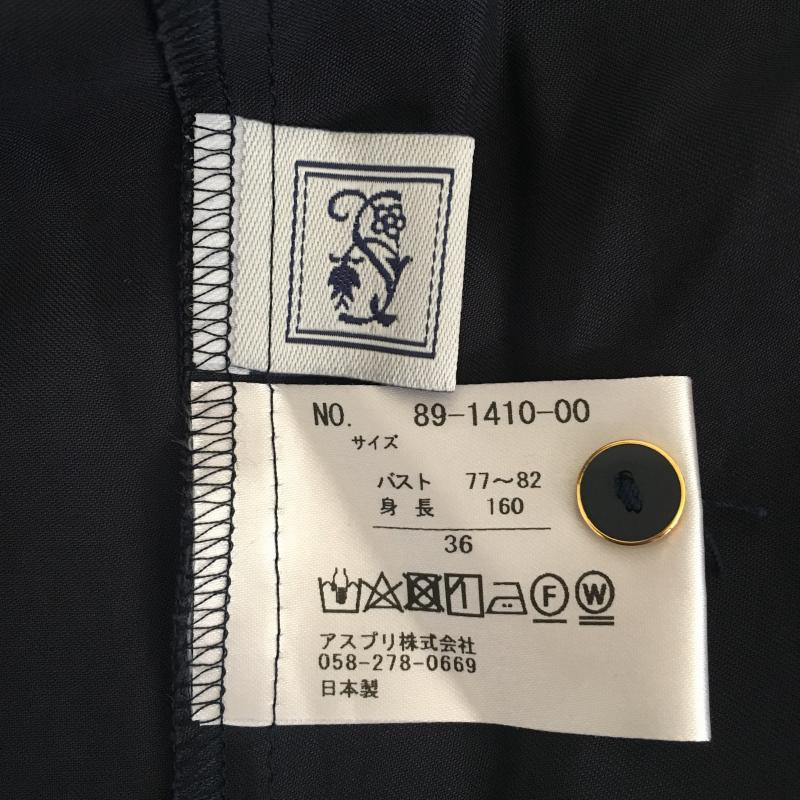 NO. 89-1410-00
サイズ
バスト 77～82
身長 160
36
F W
アスプリ株式会社
058-278-0669
日本製